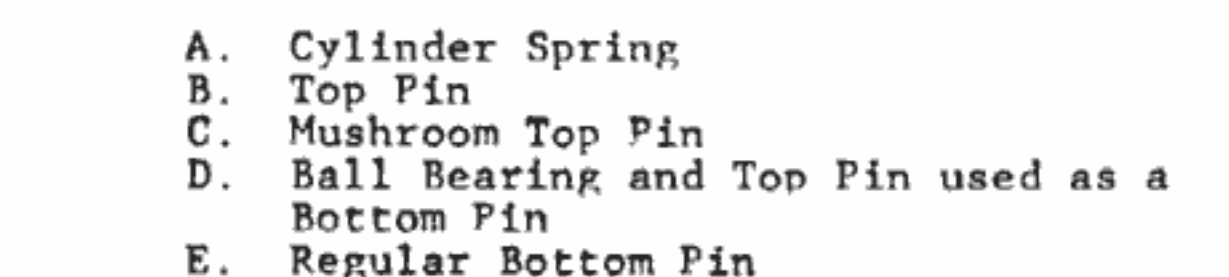 A. Cylinder Spring
B. Top Pin
C. Mushroom Top Pin
D. Ball Bearing and Top Pin used as a
Bottom Pin
E. Regular Bottom Pin